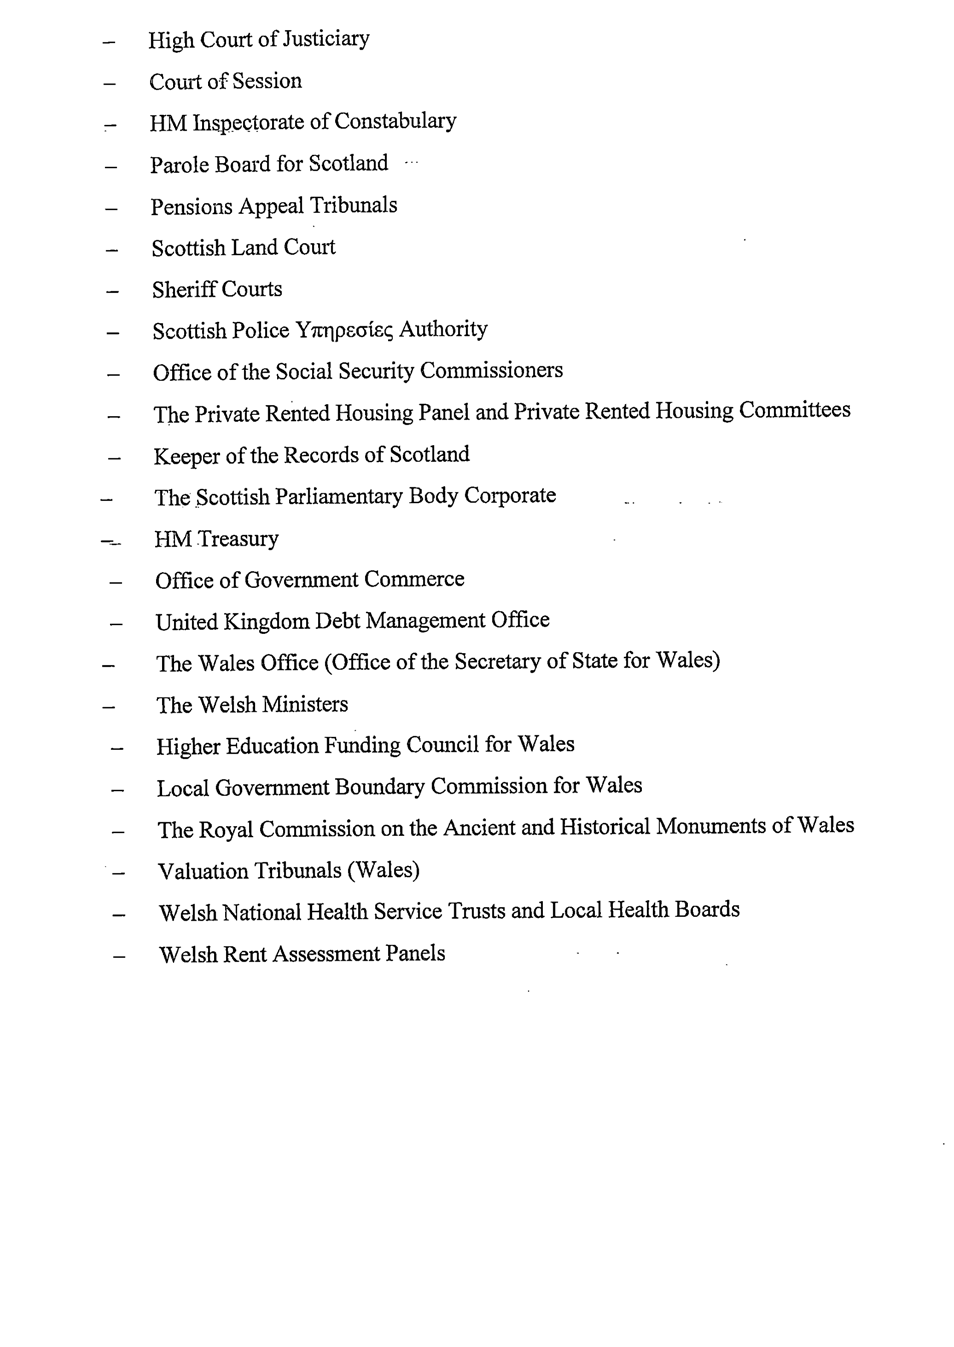 – High Court of Justiciary
– Court of Session
– HM Inspectorate of Constabulary
– Parole Board for Scotland
– Pensions Appeal Tribunals
– Scottish Land Court
– Sheriff Courts
– Scottish Police Υπηρεσίες Authority
– Office of the Social Security Commissioners
– The Private Rented Housing Panel and Private Rented Housing Committees
– Keeper of the Records of Scotland
– The Scottish Parliamentary Body Corporate
– HM Treasury
– Office of Government Commerce
– United Kingdom Debt Management Office
– The Wales Office (Office of the Secretary of State for Wales)
– The Welsh Ministers
– Higher Education Funding Council for Wales
– Local Government Boundary Commission for Wales
– The Royal Commission on the Ancient and Historical Monuments of Wales
– Valuation Tribunals (Wales)
– Welsh National Health Service Trusts and Local Health Boards
– Welsh Rent Assessment Panels